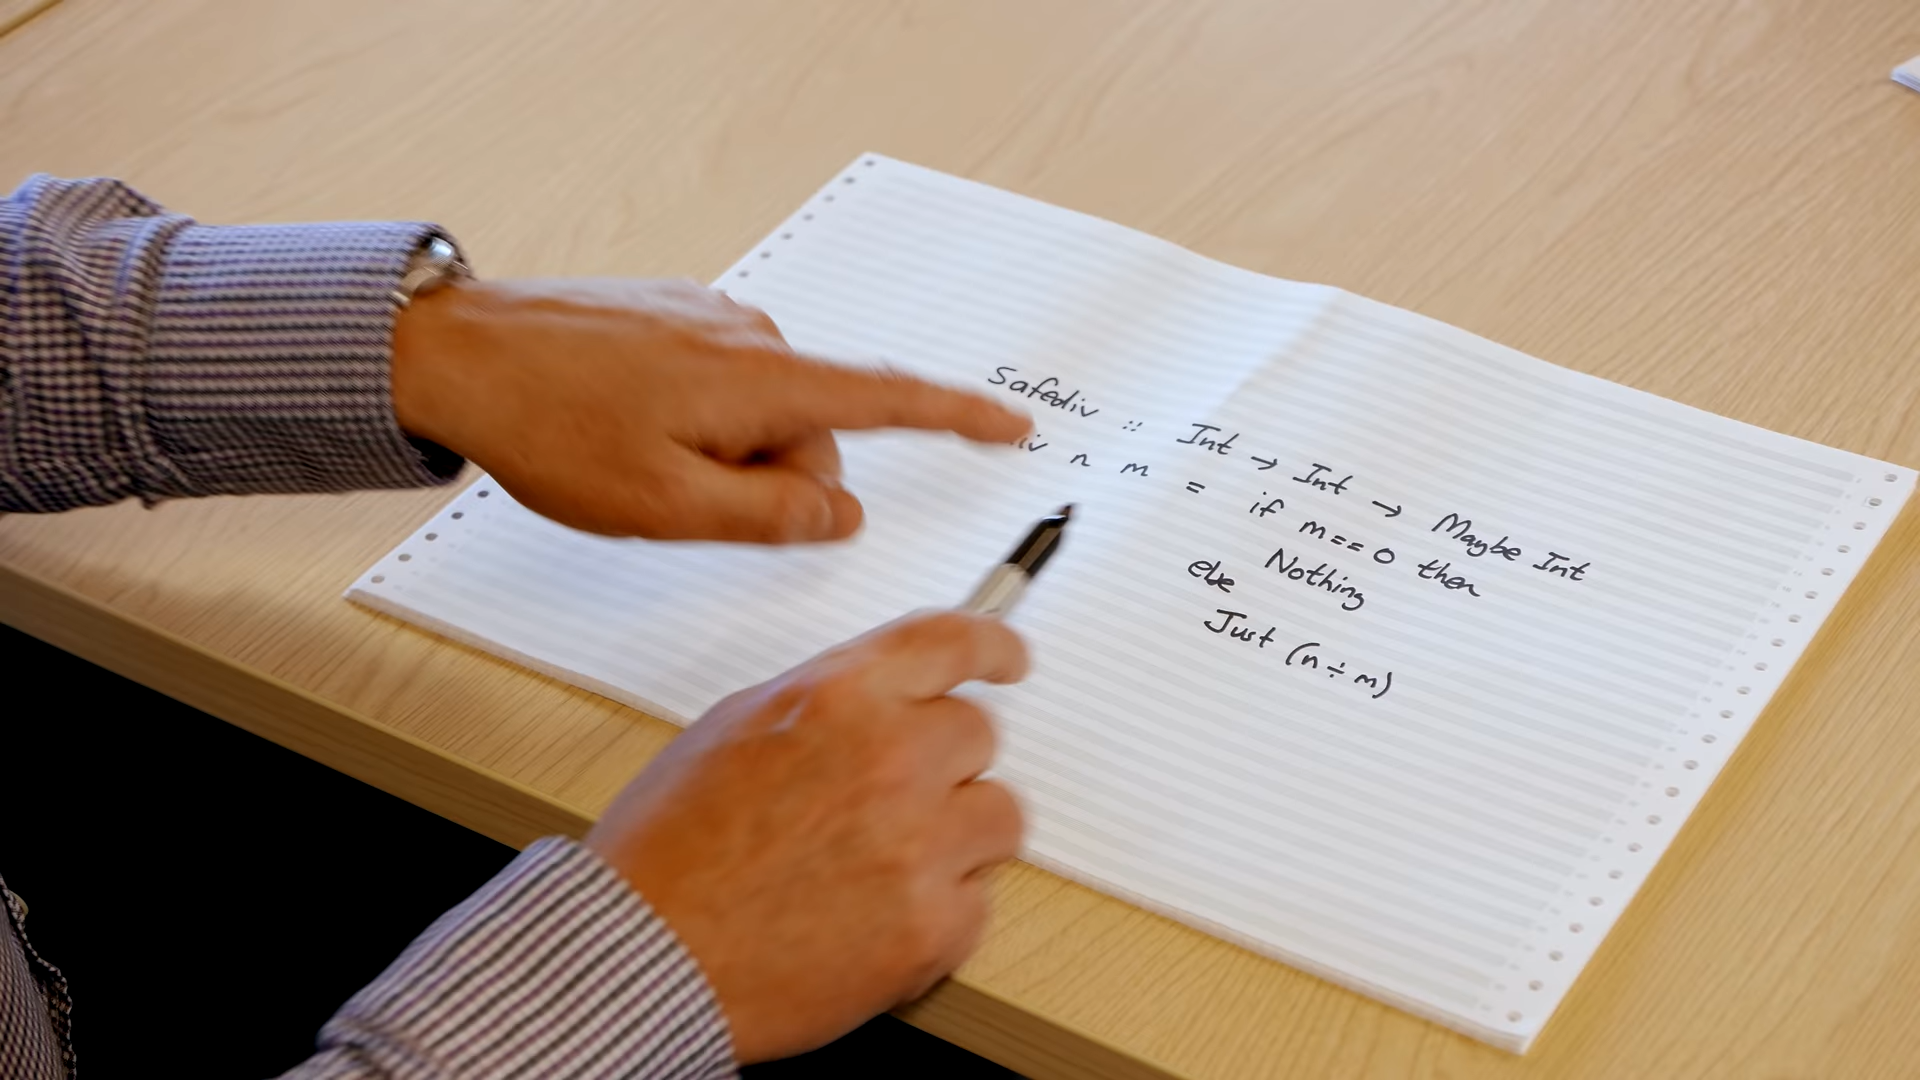 Safediv :: Int → Int → Maybe Int
n m = if m == 0 then
Nothing
else
Just (n ÷ m)